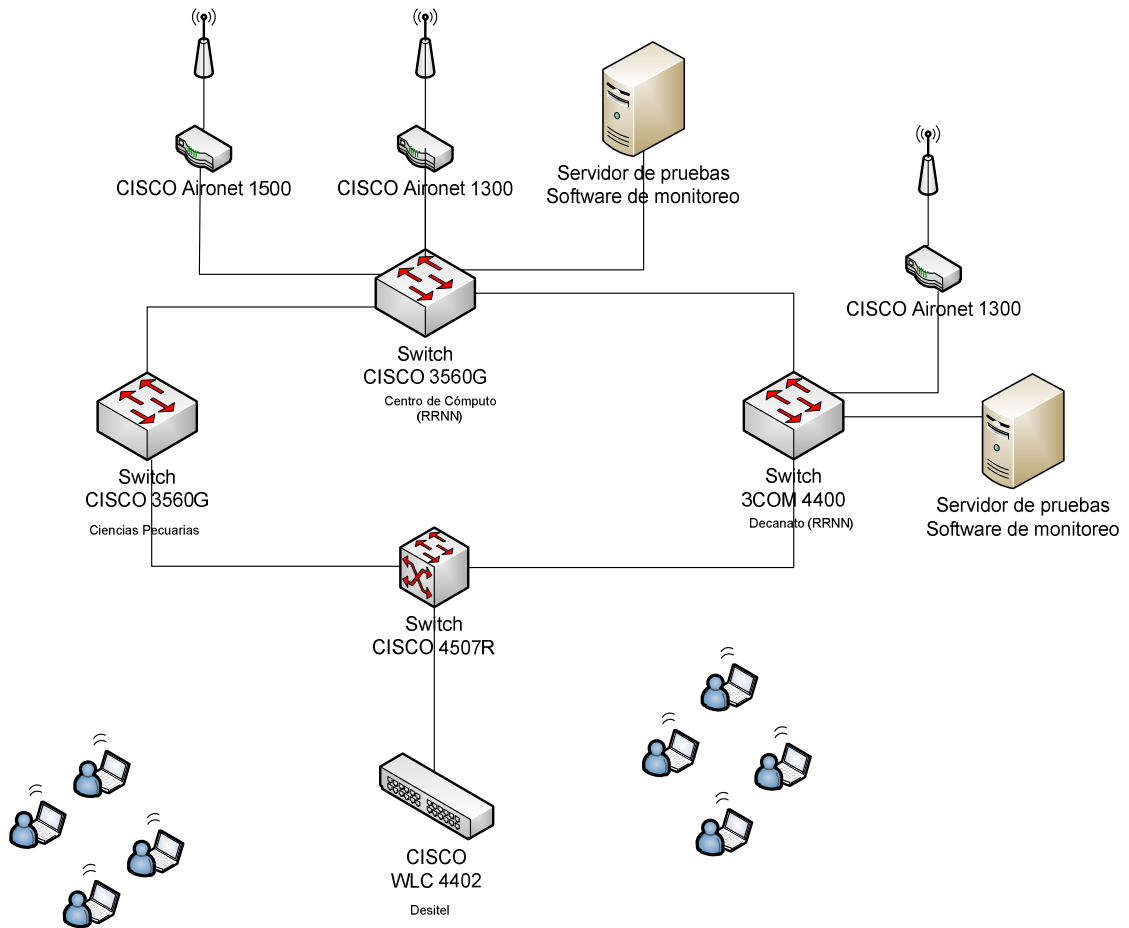 CISCO Aironet 1500
CISCO Aironet 1300
Servidor de pruebas
Software de monitoreo
CISCO Aironet 1300
Switch
CISCO 3560G
Centro de Cómputo
(RRNN)
Switch
CISCO 3560G
Ciencias Pecuarias
Switch
3COM 4400
Decanato (RRNN)
Servidor de pruebas
Software de monitoreo
Switch
CISCO 4507R
CISCO
WLC 4402
Desitel